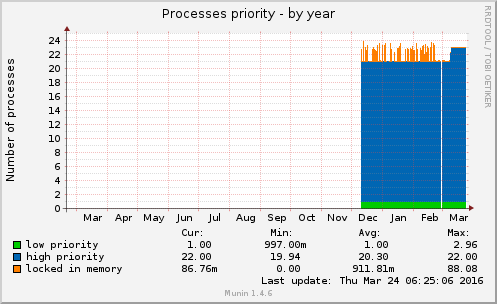 Processes priority - by year
RRDTOOL / TOBI OETIKER
Number of processes
24
22
20
18
16
14
12
10
8
6
4
2
0
Mar Apr May Jun Jul Aug Sep Oct Nov Dec Jan Feb Mar
Cur: Min: Avg: Max:
low priority 1.00 997.00m 1.00 2.96
high priority 22.00 19.94 20.30 22.00
locked in memory 86.76m 0.00 911.81m 88.08
Last update: Thu Mar 24 06:25:06 2016
Munin 1.4.6